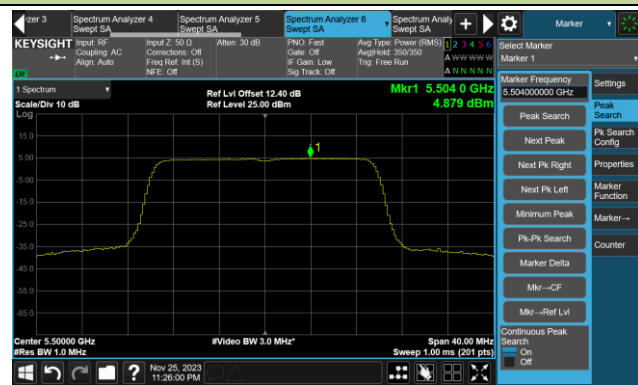 zer 3
Spectrum Analyzer 4
Swept SA
Spectrum Analyzer 5
Swept SA
Spectrum Analyzer 6
Swept SA
Spectrum Analy
Swept SA
Marker
KEYSIGHT
Input: RF
Coupling: AC
Align: Auto
Input Z: 50 Ω
Corrections: Off
Freq Ref: Int (S)
NFE: Off
Atten: 30 dB
PNO: Fast
Gate: Off
IF Gain: Low
Sig Track: Off
Avg Type: Power (RMS)
Avg|Hold: 350/350
Trig: Free Run
1 2 3 4 5 6
A W W W W W
A N N N N N
Select Marker
Marker 1
1 Spectrum
Scale/Div 10 dB
Log
Ref Lvl Offset 12.40 dB
Ref Level 25.00 dBm
Mkr1 5.504 0 GHz
4.879 dBm
15.0
5.00
-5.00
-15.0
-25.0
-35.0
-45.0
-55.0
-65.0
1
Center 5.50000 GHz
#Res BW 1.0 MHz
#Video BW 3.0 MHz*
Span 40.00 MHz
Sweep 1.00 ms (201 pts)
Marker Frequency
5.504000000 GHz
Peak Search
Next Peak
Next Pk Right
Next Pk Left
Minimum Peak
Pk-Pk Search
Marker Delta
Mkr→CF
Mkr→Ref Lvl
Continuous Peak
Search
On
Off
Settings
Peak
Search
Pk Search
Config
Properties
Marker
Function
Marker→
Counter
Nov 25, 2023
11:26:00 PM